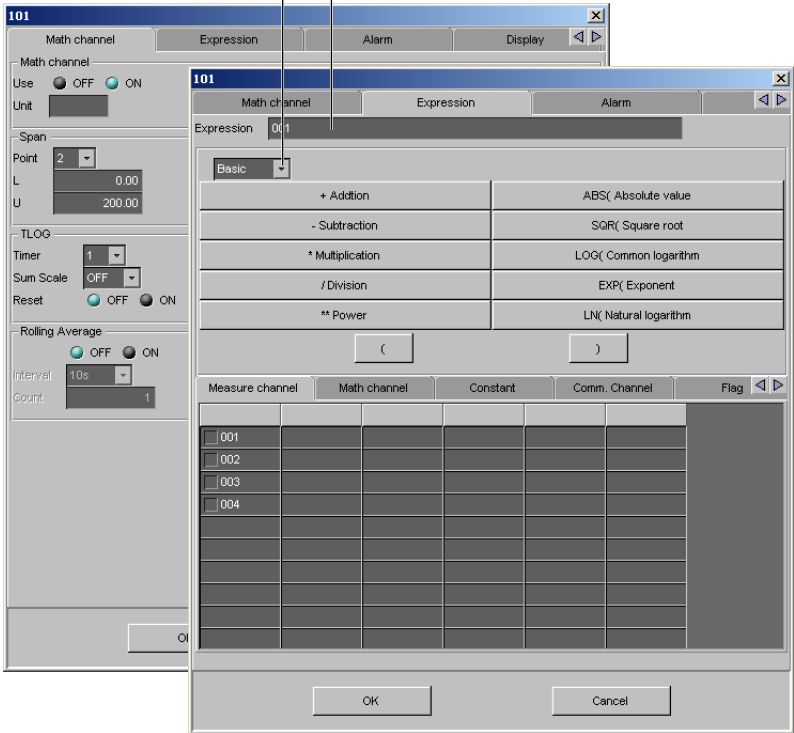 101
Math channel Expression Alarm Display
Math channel
Use OFF ON
Unit
Span
Point 2
L 0.00
U 200.00
TLOG
Timer 1
Sum Scale OFF
Reset OFF ON
Rolling Average
OFF ON
Interval 10s
Count 1
101
Math channel Expression Alarm
Expression 001
Basic
+ Addtion ABS( Absolute value
- Subtraction SQR( Square root
* Multiplication LOG( Common logarithm
/ Division EXP( Exponent
** Power LN( Natural logarithm
( )
Measure channel Math channel Constant Comm. Channel Flag
001
002
003
004
OK Cancel